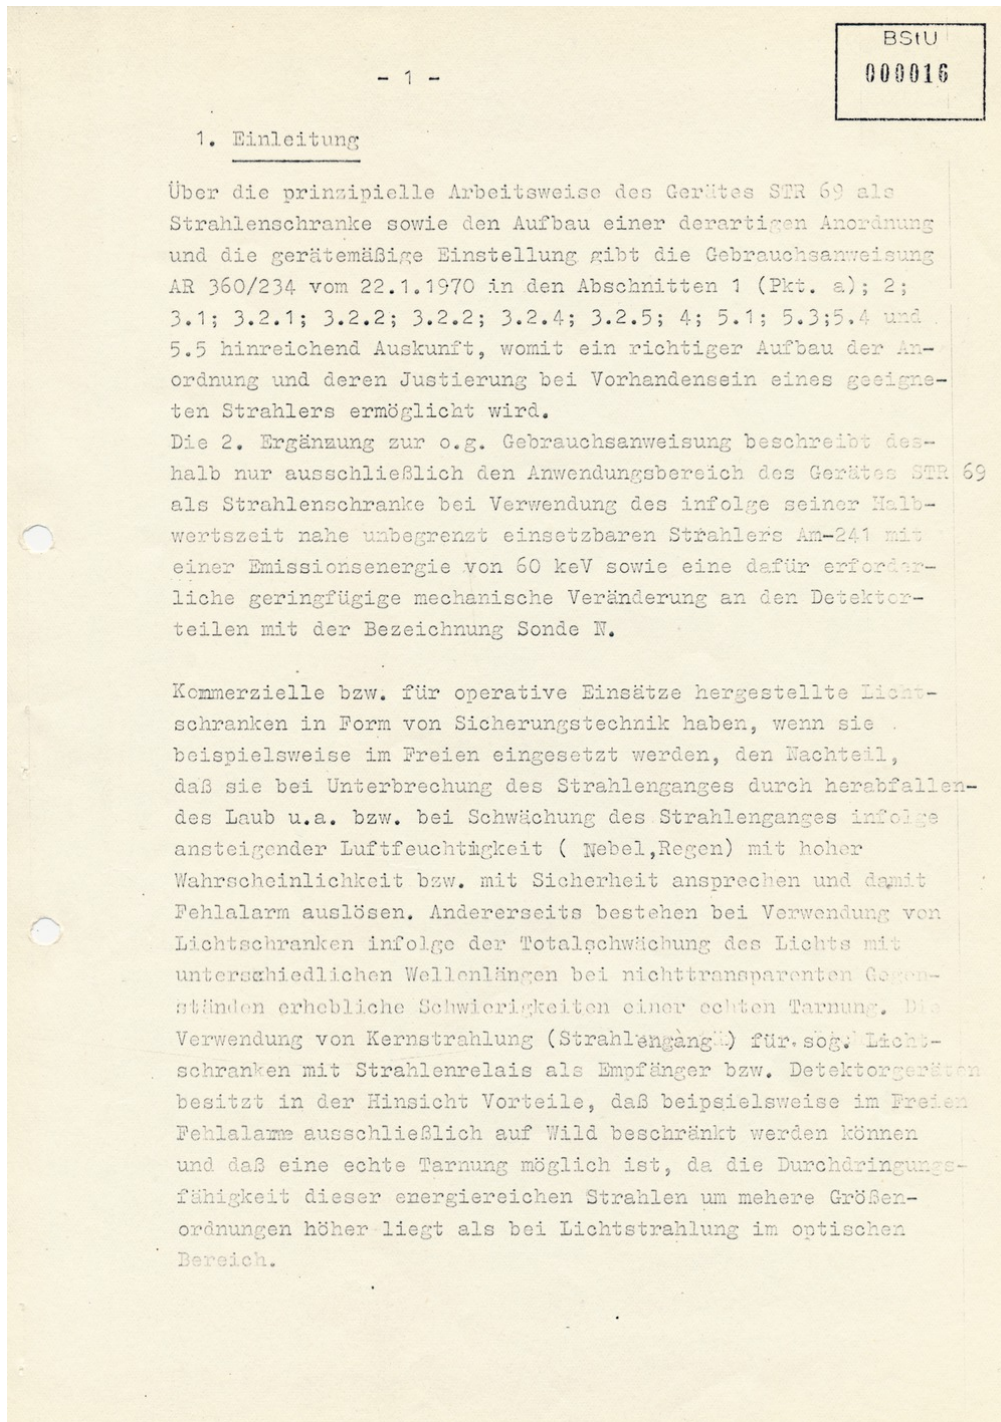 BStU
000016
- 1 -
1. Einleitung
Über die prinzipielle Arbeitsweise des Gerätes STR 69 als
Strahlenschranke sowie den Aufbau einer derartigen Anordnung
und die gerätemäßige Einstellung gibt die Gebrauchsanweisung
AR 360/234 vom 22.1.1970 in den Abschnitten 1 (Pkt. a); 2;
3.1; 3.2.1; 3.2.2; 3.2.2; 3.2.4; 3.2.5; 4; 5.1; 5.3;5.4 und
5.5 hinreichend Auskunft, womit ein richtiger Aufbau der An-
ordnung und deren Justierung bei Vorhandensein eines geeigne-
ten Strahlers ermöglicht wird.
Die 2. Ergänzung zur o.g. Gebrauchsanweisung beschreibt des-
halb nur ausschließlich den Anwendungsbereich des Gerätes STR 69
als Strahlenschranke bei Verwendung des infolge seiner Halb-
wertszeit nahe unbegrenzt einsetzbaren Strahlers Am-241 mit
einer Emissionsenergie von 60 keV sowie eine dafür erforder-
liche geringfügige mechanische Veränderung an den Detektor-
teilen mit der Bezeichnung Sonde N.
Kommerzielle bzw. für operative Einsätze hergestellte Licht-
schranken in Form von Sicherungstechnik haben, wenn sie
beispielsweise im Freien eingesetzt werden, den Nachteil,
daß sie bei Unterbrechung des Strahlenganges durch herabfallen-
des Laub u.a. bzw. bei Schwächung des Strahlenganges infolge
ansteigender Luftfeuchtigkeit ( Nebel,Regen) mit hoher
Wahrscheinlichkeit bzw. mit Sicherheit ansprechen und damit
Fehlalarm auslösen. Andererseits bestehen bei Verwendung von
Lichtschranken infolge der Totalschwächung des Lichts mit
unterschiedlichen Wellenlängen bei nichttransparenten Gegen-
ständen erhebliche Schwierigkeiten einer echten Tarnung. Die
Verwendung von Kernstrahlung (Strahlengang) für sog. Licht-
schranken mit Strahlenrelais als Empfänger bzw. Detektorgeräten
besitzt in der Hinsicht Vorteile, daß beipsielsweise im Freien
Fehlalarme ausschließlich auf Wild beschränkt werden können
und daß eine echte Tarnung möglich ist, da die Durchdringungs-
fähigkeit dieser energiereichen Strahlen um mehere Größen-
ordnungen höher liegt als bei Lichtstrahlung im optischen
Bereich.